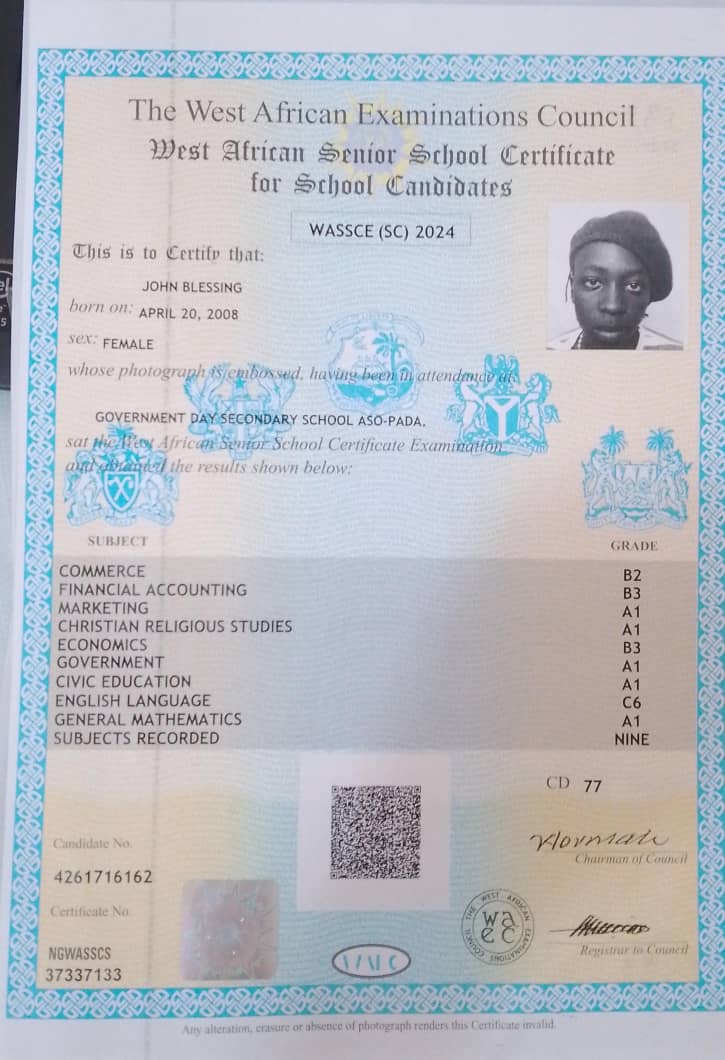 The West African Examinations Council
West African Senior School Certificate
for School Candidates
WASSCE (SC) 2024
This is to Certify that:
JOHN BLESSING
born on: APRIL 20, 2008
sex: FEMALE
whose photograph is embossed, having been in attendance at
GOVERNMENT DAY SECONDARY SCHOOL ASO-PADA,
sat the West African Senior School Certificate Examination
and obtained the results shown below:
SUBJECT GRADE
COMMERCE B2
FINANCIAL ACCOUNTING B3
MARKETING A1
CHRISTIAN RELIGIOUS STUDIES A1
ECONOMICS B3
GOVERNMENT A1
CIVIC EDUCATION A1
ENGLISH LANGUAGE C6
GENERAL MATHEMATICS A1
SUBJECTS RECORDED NINE
CD 77
Chairman of Council
Candidate No.
4261716162
Certificate No.
NGWASSCS
37337133
THE WEST AFRICAN EXAMINATIONS COUNCIL
waec
Registrar to Council
Any alteration, erasure or absence of photograph renders this Certificate invalid.